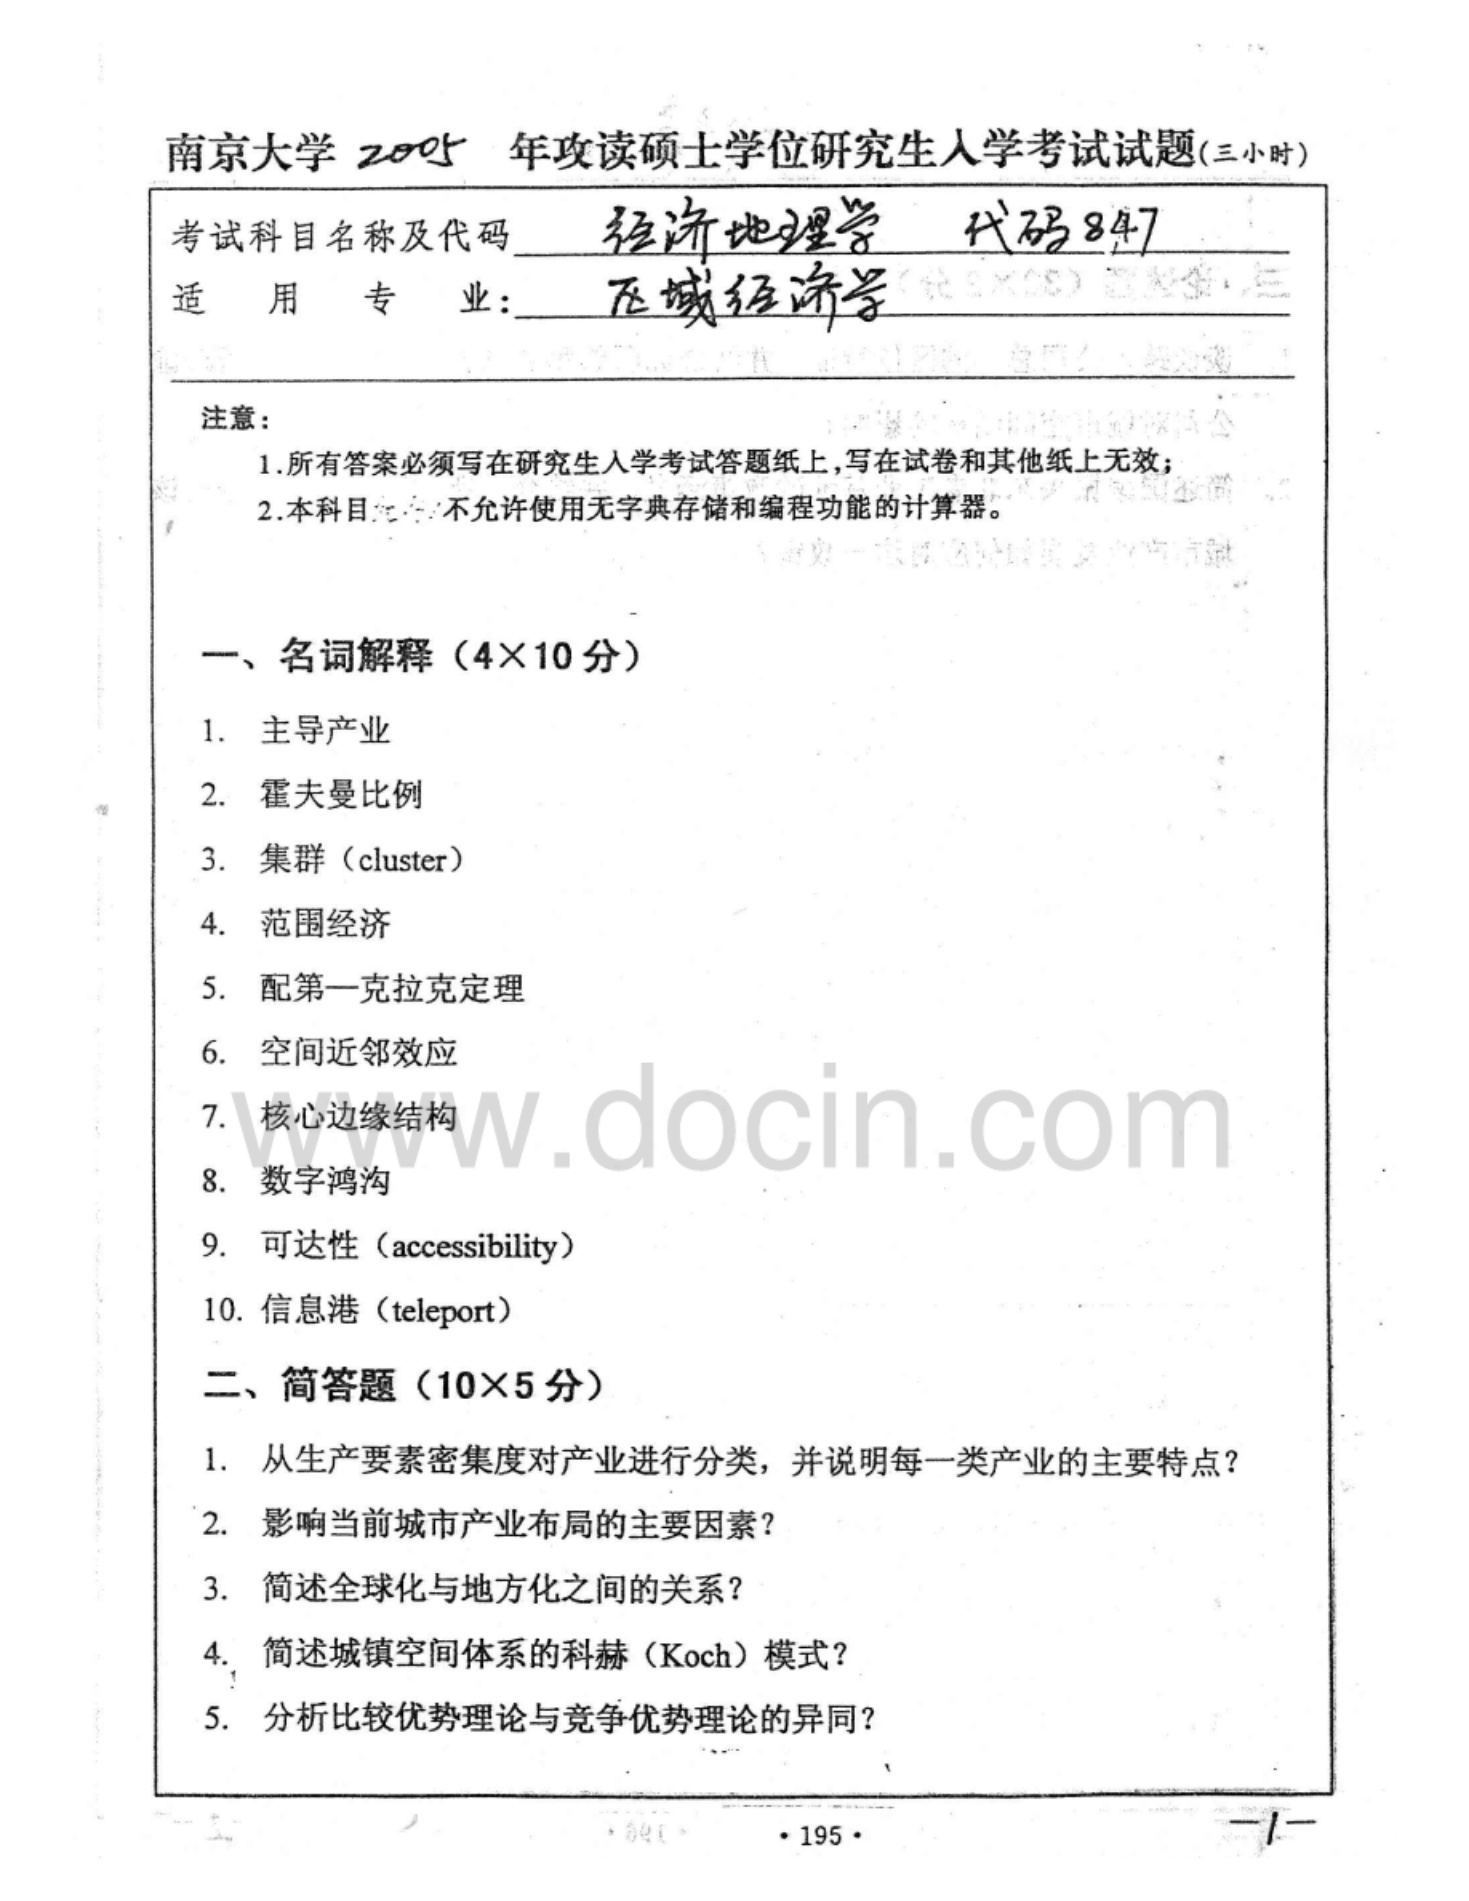 南京大学 2005 年攻读硕士学位研究生入学考试试题(三小时)
考试科目名称及代码 经济地理学 代码847
适用专业: 区域经济学
注意:
1.所有答案必须写在研究生入学考试答题纸上,写在试卷和其他纸上无效;
2.本科目 不允许使用无字典存储和编程功能的计算器。
一、名词解释（4×10分）
1. 主导产业
2. 霍夫曼比例
3. 集群（cluster）
4. 范围经济
5. 配第—克拉克定理
6. 空间近邻效应
7. 核心边缘结构
www.docin.com
8. 数字鸿沟
9. 可达性（accessibility）
10. 信息港（teleport）
二、简答题（10×5分）
1. 从生产要素密集度对产业进行分类，并说明每一类产业的主要特点？
2. 影响当前城市产业布局的主要因素？
3. 简述全球化与地方化之间的关系？
4. 简述城镇空间体系的科赫（Koch）模式？
5. 分析比较优势理论与竞争优势理论的异同？
—1—
·195·